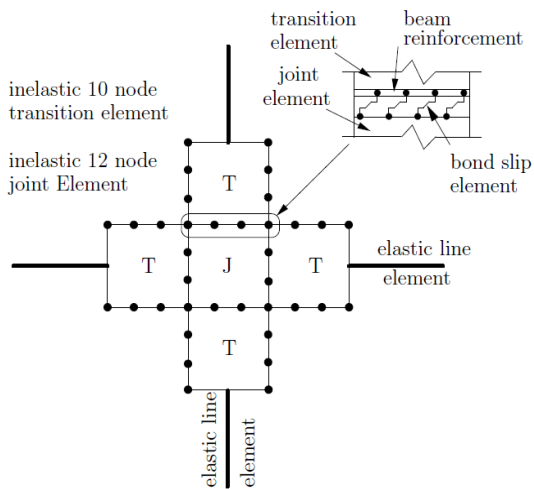 inelastic 10 node
transition element
inelastic 12 node
joint Element
transition
element
joint
element
beam
reinforcement
bond slip
element
T
T
J
T
T
elastic line
element
elastic line
element